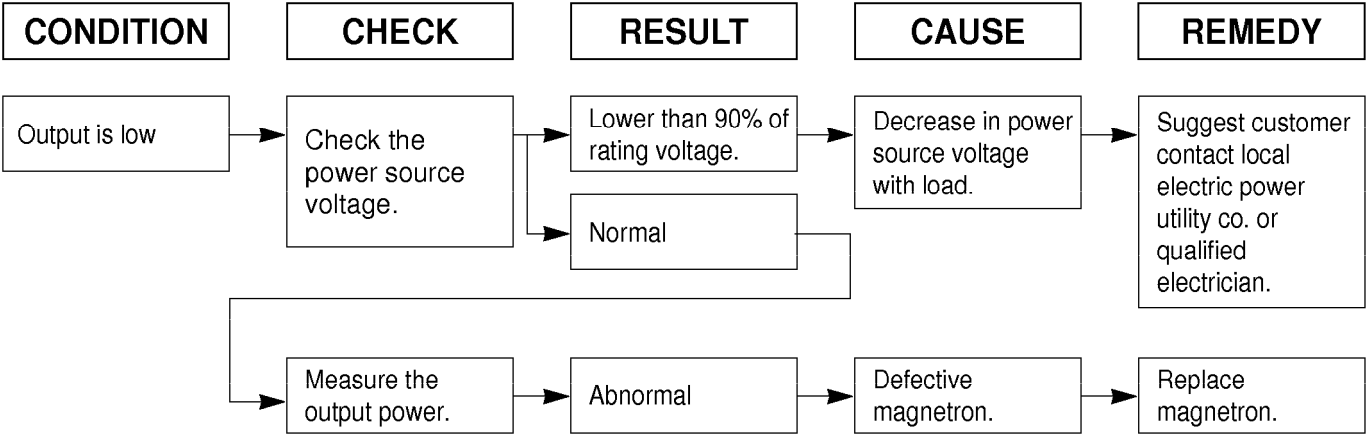 CONDITION
CHECK
RESULT
CAUSE
REMEDY
Output is low
Check the
power source
voltage.
Lower than 90% of
rating voltage.
Decrease in power
source voltage
with load.
Suggest customer
contact local
electric power
utility co. or
qualified
electrician.
Normal
Measure the
output power.
Abnormal
Defective
magnetron.
Replace
magnetron.